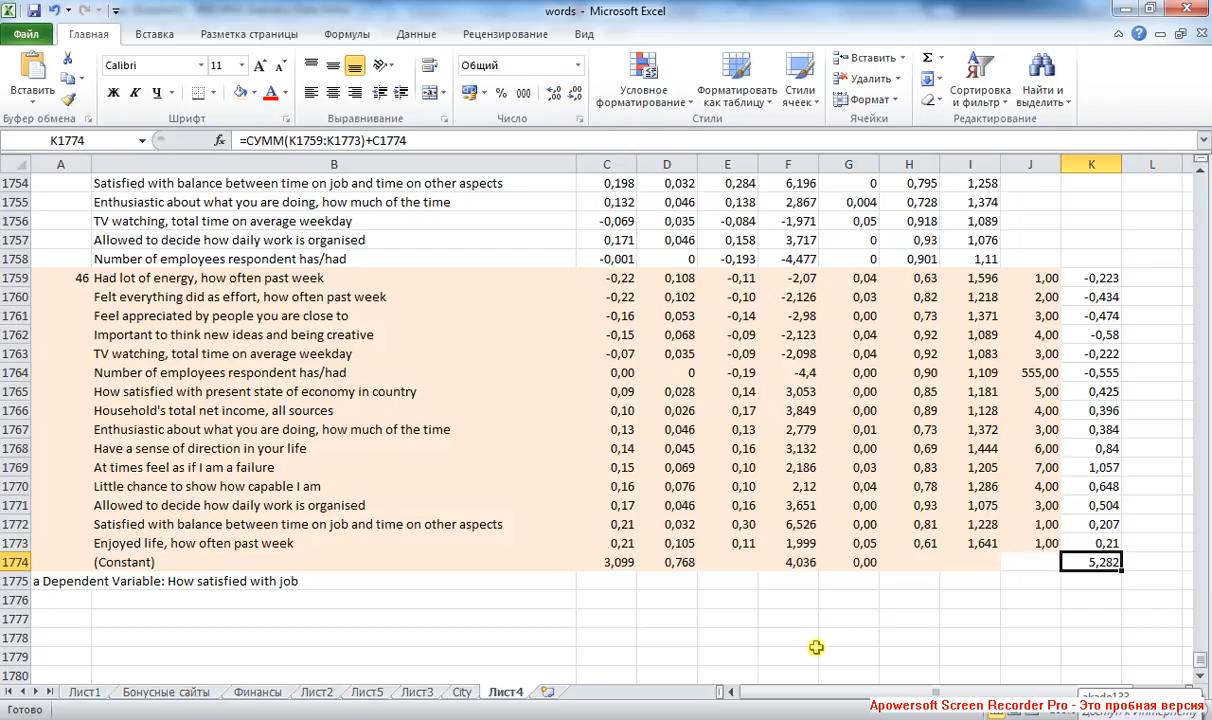 words - Microsoft Excel
Файл Главная Вставка Разметка страницы Формулы Данные Рецензирование Вид
Вставить Calibri 11 Общий Условное форматирование Форматировать как таблицу Стили ячеек Вставить Удалить Формат Сортировка и фильтр Найти и выделить
Ж К Ч % 000
Буфер обмена Шрифт Выравнивание Число Стили Ячейки Редактирование
K1774 fx =СУММ(K1759:K1773)+C1774
A B C D E F G H I J K L
1754 Satisfied with balance between time on job and time on other aspects 0,198 0,032 0,284 6,196 0 0,795 1,258
1755 Enthusiastic about what you are doing, how much of the time 0,132 0,046 0,138 2,867 0,004 0,728 1,374
1756 TV watching, total time on average weekday -0,069 0,035 -0,084 -1,971 0,05 0,918 1,089
1757 Allowed to decide how daily work is organised 0,171 0,046 0,158 3,717 0 0,93 1,076
1758 Number of employees respondent has/had -0,001 0 -0,193 -4,477 0 0,901 1,11
1759 46 Had lot of energy, how often past week -0,22 0,108 -0,11 -2,07 0,04 0,63 1,596 1,00 -0,223
1760 Felt everything did as effort, how often past week -0,22 0,102 -0,10 -2,126 0,03 0,82 1,218 2,00 -0,434
1761 Feel appreciated by people you are close to -0,16 0,053 -0,14 -2,98 0,00 0,73 1,371 3,00 -0,474
1762 Important to think new ideas and being creative -0,15 0,068 -0,09 -2,123 0,04 0,92 1,089 4,00 -0,58
1763 TV watching, total time on average weekday -0,07 0,035 -0,09 -2,098 0,04 0,92 1,083 3,00 -0,222
1764 Number of employees respondent has/had 0,00 0 -0,19 -4,4 0,00 0,90 1,109 555,00 -0,555
1765 How satisfied with present state of economy in country 0,09 0,028 0,14 3,053 0,00 0,85 1,181 5,00 0,425
1766 Household's total net income, all sources 0,10 0,026 0,17 3,849 0,00 0,89 1,128 4,00 0,396
1767 Enthusiastic about what you are doing, how much of the time 0,13 0,046 0,13 2,779 0,01 0,73 1,372 3,00 0,384
1768 Have a sense of direction in your life 0,14 0,045 0,16 3,132 0,00 0,69 1,444 6,00 0,84
1769 At times feel as if I am a failure 0,15 0,069 0,10 2,186 0,03 0,83 1,205 7,00 1,057
1770 Little chance to show how capable I am 0,16 0,076 0,10 2,12 0,04 0,78 1,286 4,00 0,648
1771 Allowed to decide how daily work is organised 0,17 0,046 0,16 3,651 0,00 0,93 1,075 3,00 0,504
1772 Satisfied with balance between time on job and time on other aspects 0,21 0,032 0,30 6,526 0,00 0,81 1,228 1,00 0,207
1773 Enjoyed life, how often past week 0,21 0,105 0,11 1,999 0,05 0,61 1,641 1,00 0,21
1774 (Constant) 3,099 0,768 4,036 0,00 5,282
1775 a Dependent Variable: How satisfied with job
1776
1777
1778
1779
1780
Лист1 Бонусные сайты Финансы Лист2 Лист5 Лист3 City Лист4
Готово
Apowersoft Screen Recorder Pro - Это пробная версия